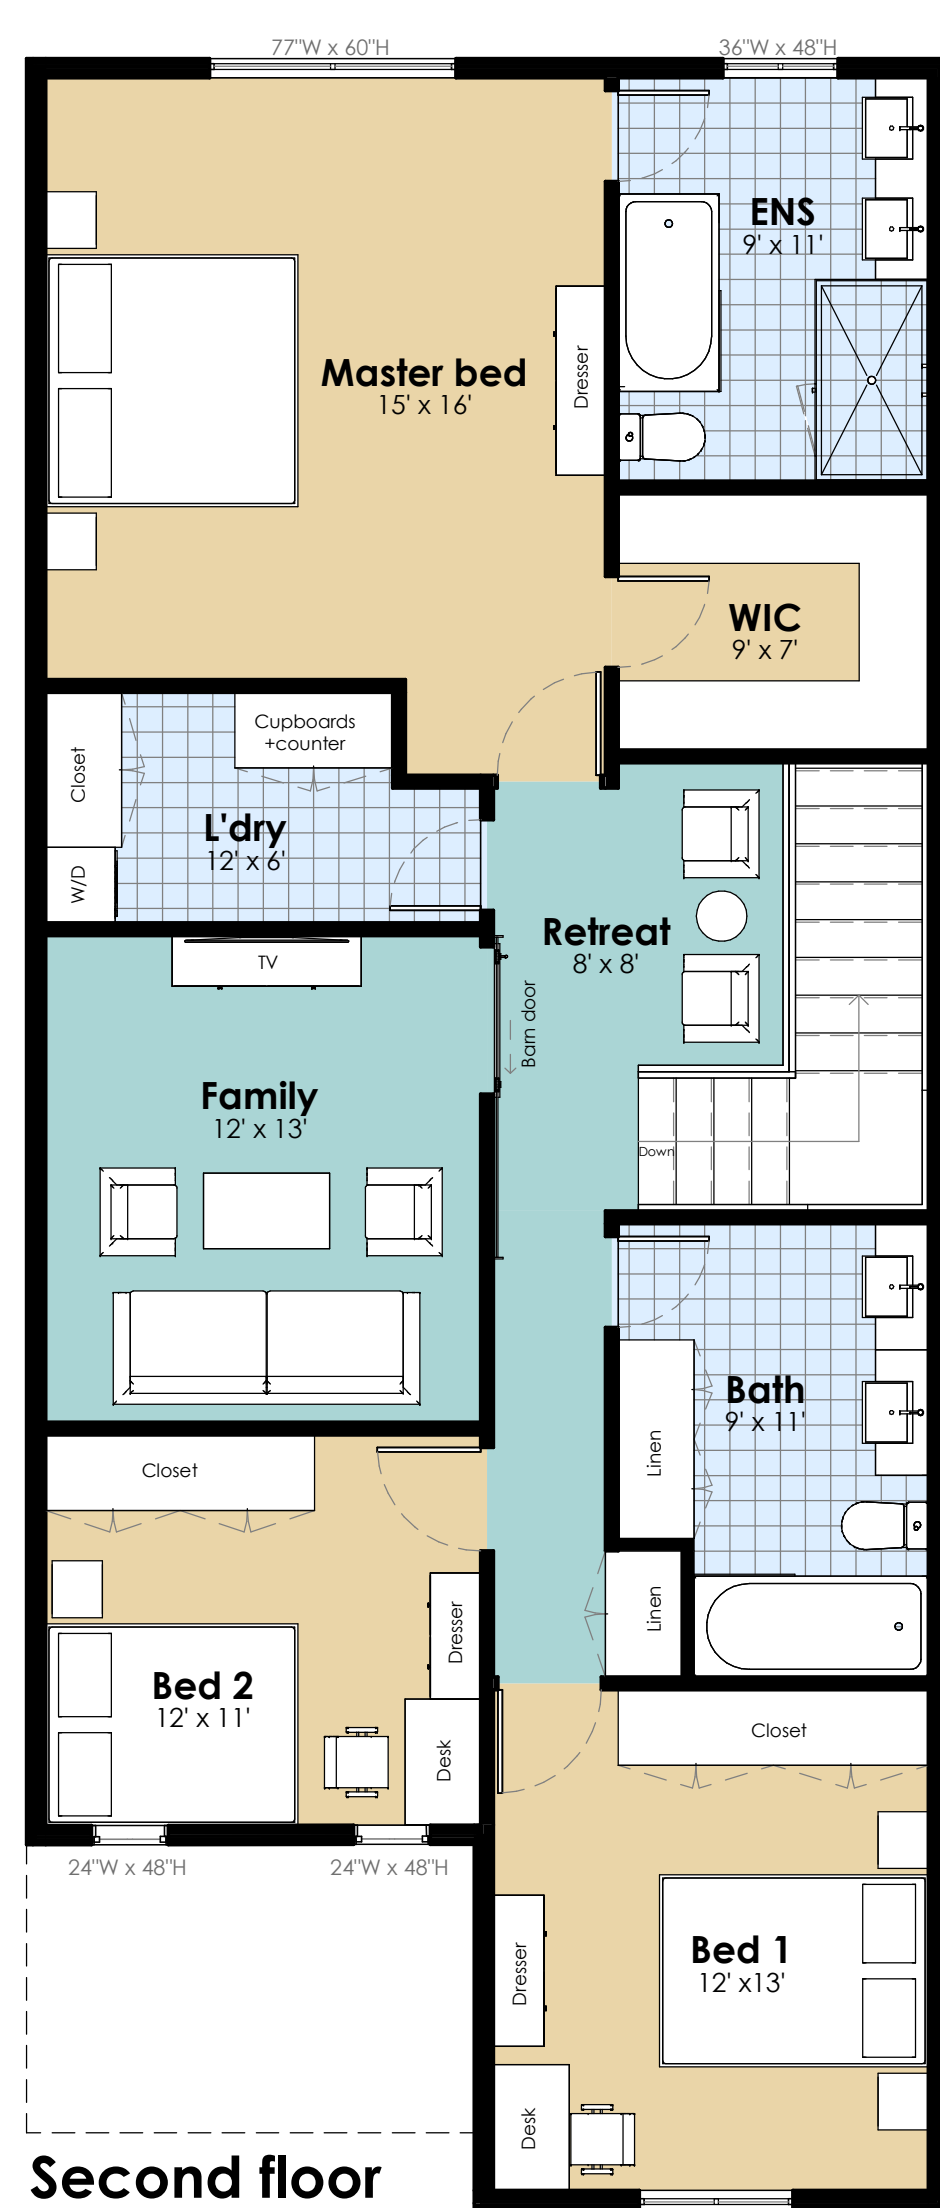 77"W x 60"H
36"W x 48"H
ENS
9' x 11'
Master bed
15' x 16'
Dresser
WIC
9' x 7'
Closet
Cupboards
+counter
L'dry
12' x 6'
W/D
Retreat
8' x 8'
TV
Barn door
Family
12' x 13'
Down
Bath
9' x 11'
Linen
Closet
Linen
Dresser
Bed 2
12' x 11'
Desk
Closet
24"W x 48"H
24"W x 48"H
Dresser
Bed 1
12' x13'
Desk
Second floor